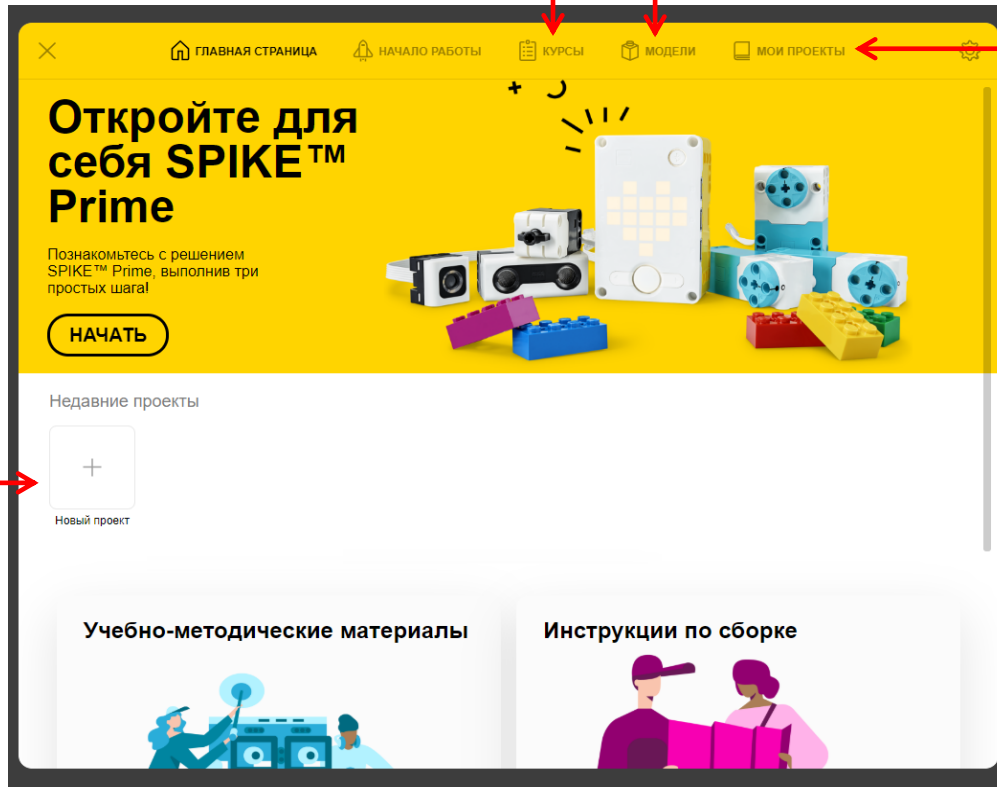 ГЛАВНАЯ СТРАНИЦА
НАЧАЛО РАБОТЫ
КУРСЫ
МОДЕЛИ
МОИ ПРОЕКТЫ
Откройте для
себя SPIKE™
Prime
Познакомьтесь с решением
SPIKE™ Prime, выполнив три
простых шага!
НАЧАТЬ
Недавние проекты
Новый проект
Учебно-методические материалы
Инструкции по сборке